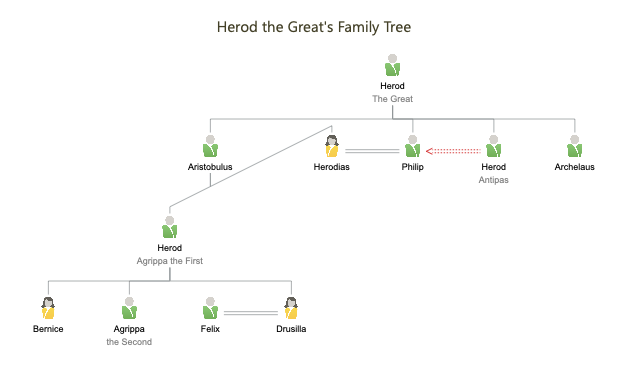 Herod the Great's Family Tree
Herod
The Great
Aristobulus
Herodias
Philip
Herod
Antipas
Archelaus
Herod
Agrippa the First
Bernice
Agrippa
the Second
Felix
Drusilla